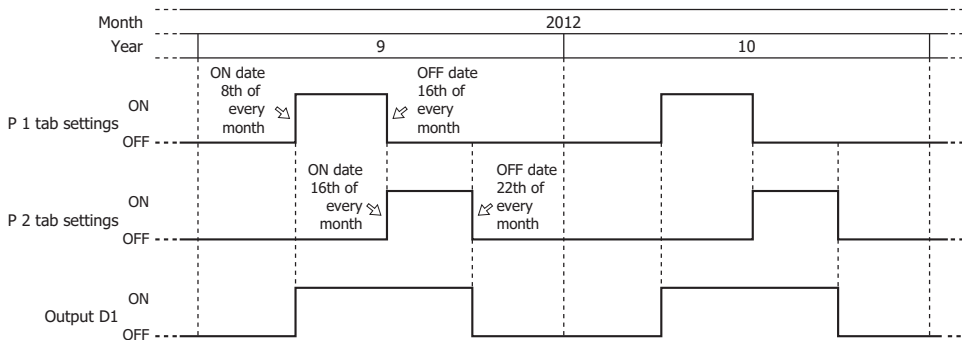 Month 2012
Year 9 10
ON date
8th of
every
month
OFF date
16th of
every
month
P 1 tab settings
ON
OFF
ON date
16th of
every
month
OFF date
22th of
every
month
P 2 tab settings
ON
OFF
Output D1
ON
OFF